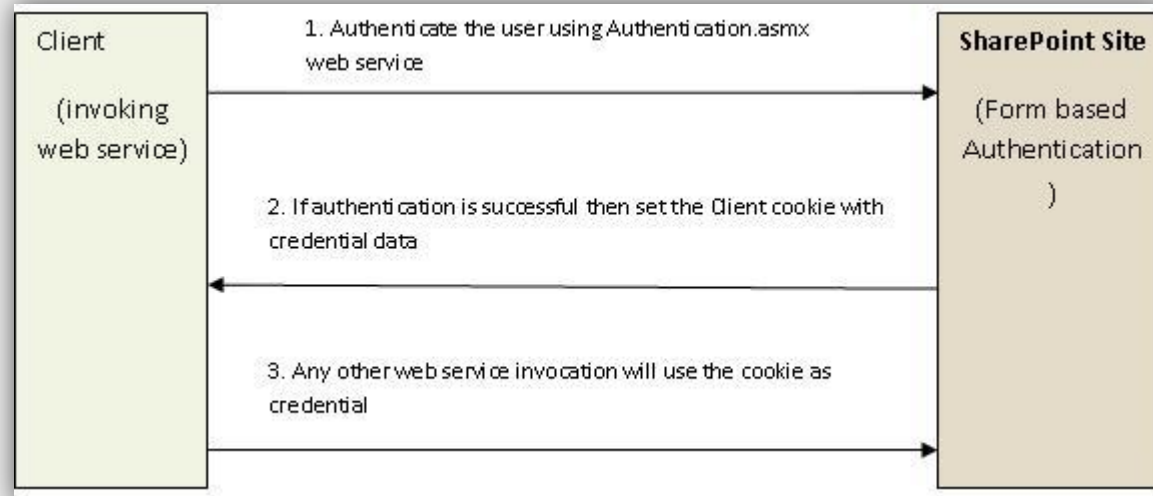 Client
(invoking
web service)
1. Authenticate the user using Authentication.asmx
web service
2. If authentication is successful then set the Client cookie with
credential data
3. Any other web service invocation will use the cookie as
credential
SharePoint Site
(Form based
Authentication
)